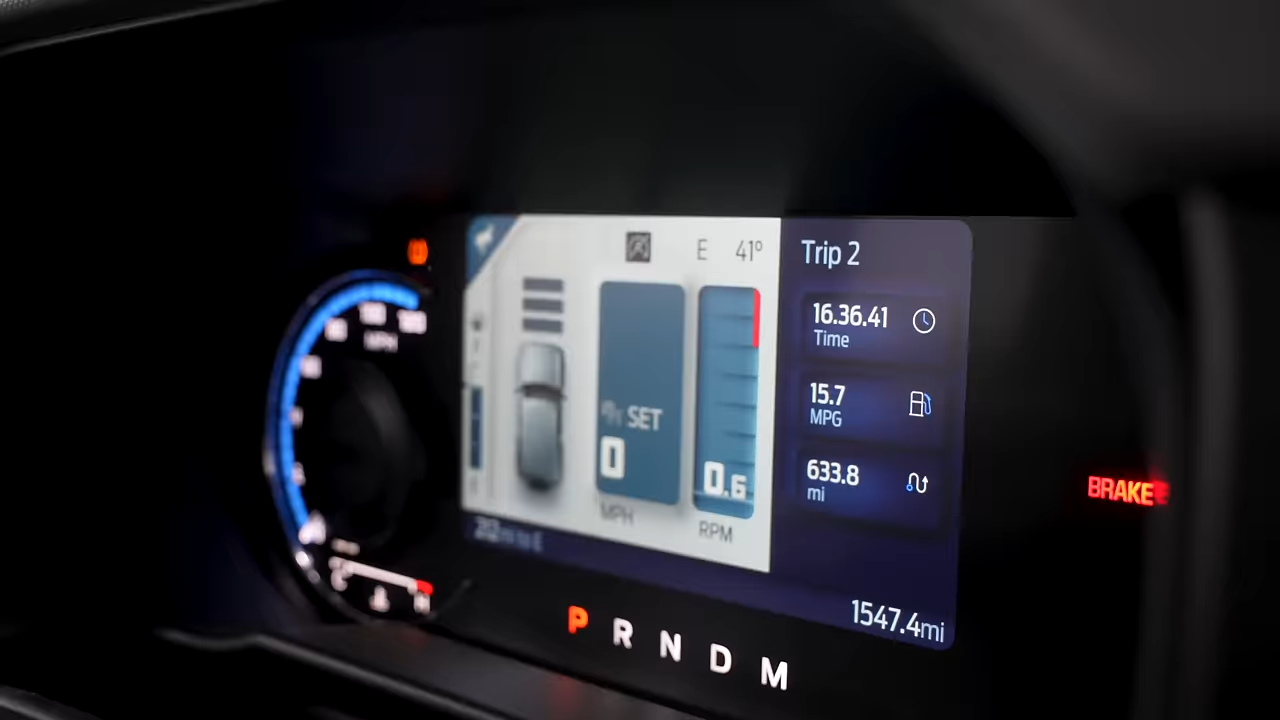 E 41°
Trip 2
16.36.41
Time
15.7
MPG
633.8
mi
SET
0
MPH
0.6
RPM
MPH
BRAKE
1547.4mi
P R N D M